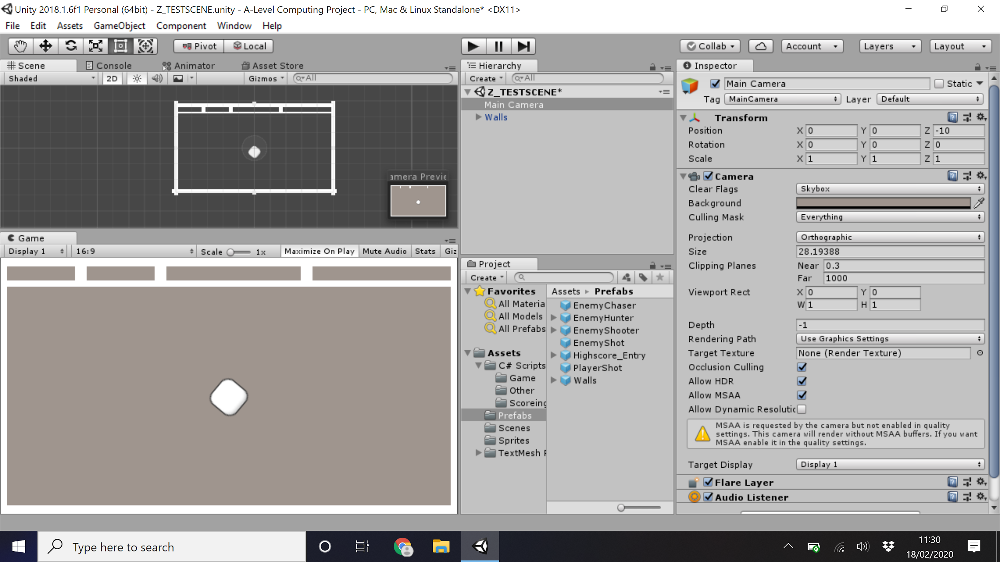 Unity 2018.1.6f1 Personal (64bit) - Z_TESTSCENE.unity - A-Level Computing Project - PC, Mac & Linux Standalone* <DX11>
File Edit Assets GameObject Component Window Help
Pivot Local
Collab Account Layers Layout
Scene Console Animator Asset Store
Shaded 2D Gizmos All
amera Previe
Game
Display 1 16:9 Scale 1x Maximize On Play Mute Audio Stats Giz
Hierarchy
Create All
Z_TESTSCENE*
Main Camera
Walls
Project
Create
Favorites
All Materia
All Models
All Prefabs
Assets
C# Scripts
Game
Other
Scoreing
Prefabs
Scenes
Sprites
TextMesh P
Assets Prefabs
EnemyChaser
EnemyHunter
EnemyShooter
EnemyShot
Highscore_Entry
PlayerShot
Walls
Inspector
Main Camera Static
Tag MainCamera Layer Default
Transform
Position X 0 Y 0 Z -10
Rotation X 0 Y 0 Z 0
Scale X 1 Y 1 Z 1
Camera
Clear Flags Skybox
Background
Culling Mask Everything
Projection Orthographic
Size 28.19388
Clipping Planes Near 0.3
Far 1000
Viewport Rect X 0 Y 0
W 1 H 1
Depth -1
Rendering Path Use Graphics Settings
Target Texture None (Render Texture)
Occlusion Culling
Allow HDR
Allow MSAA
Allow Dynamic Resolutic
MSAA is requested by the camera but not enabled in quality
settings. This camera will render without MSAA buffers. If you want
MSAA enable it in the quality settings.
Target Display Display 1
Flare Layer
Audio Listener
Type here to search
11:30
18/02/2020